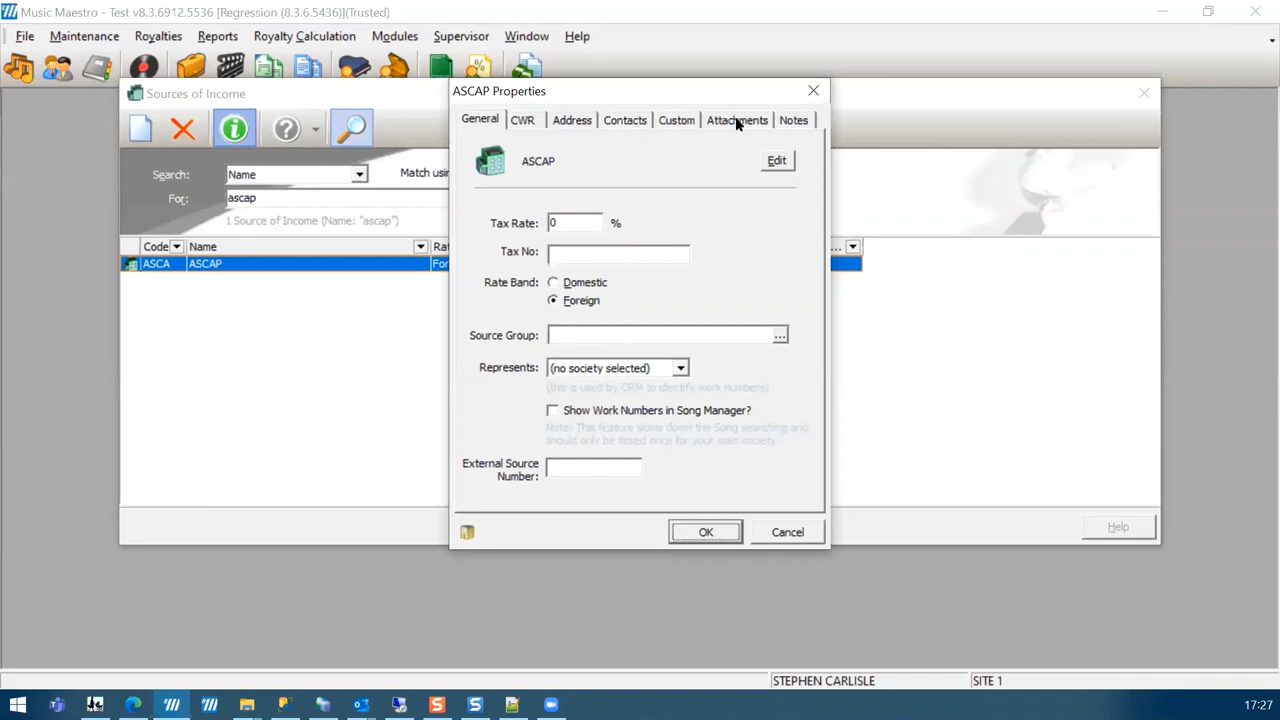 Music Maestro - Test v8.3.6912.5536 [Regression (8.3.6.5436)](Trusted)
File Maintenance Royalties Reports Royalty Calculation Modules Supervisor Window Help
Sources of Income
Search: Name Match usin
For: ascap
1 Source of Income (Name: "ascap")
Code Name Rat ...
ASCA ASCAP For
ASCAP Properties
General CWR Address Contacts Custom Attachments Notes
ASCAP Edit
Tax Rate: 0 %
Tax No:
Rate Band: Domestic
Foreign
Source Group: ...
Represents: (no society selected)
(this is used by CRM to identify work numbers)
Show Work Numbers in Song Manager?
Note: This feature slows down the Song searching and
should only be ticked once for your main society
External Source
Number:
OK Cancel
Help
STEPHEN CARLISLE SITE 1
17:27